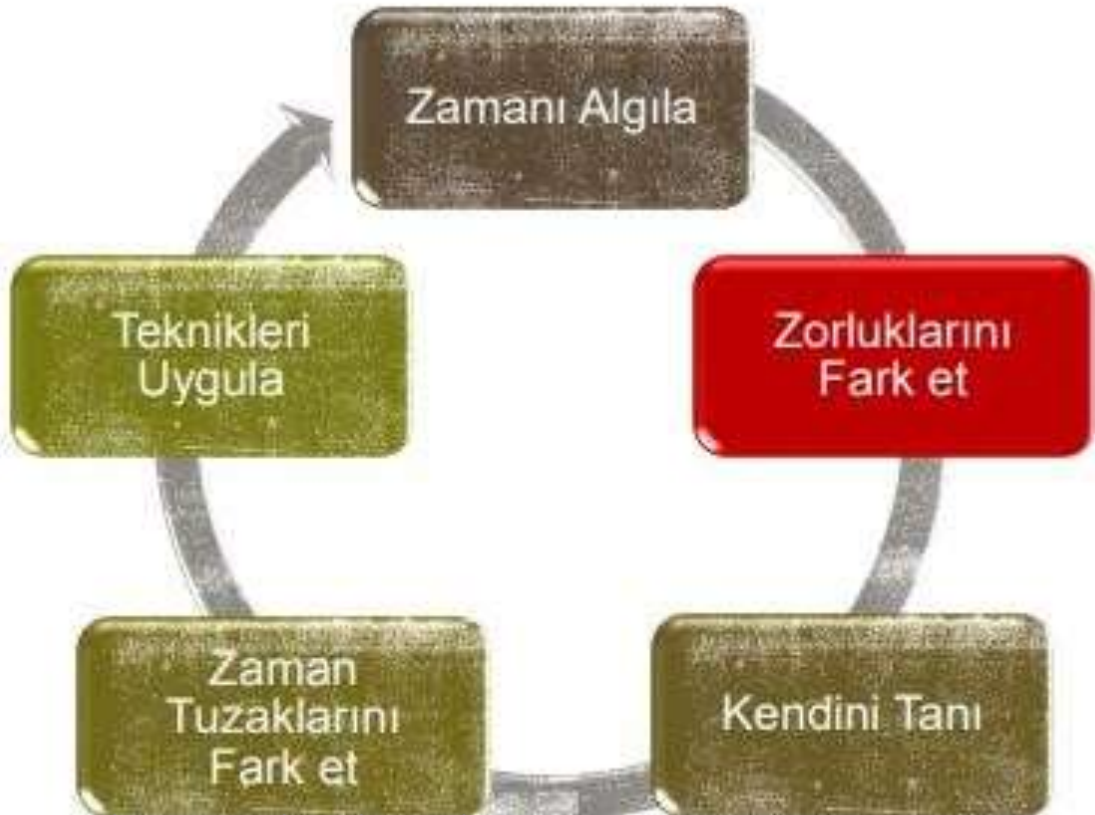 Zamanı Algıla
Zorluklarını
Fark et
Kendini Tanı
Zaman
Tuzaklarını
Fark et
Teknikleri
Uygula